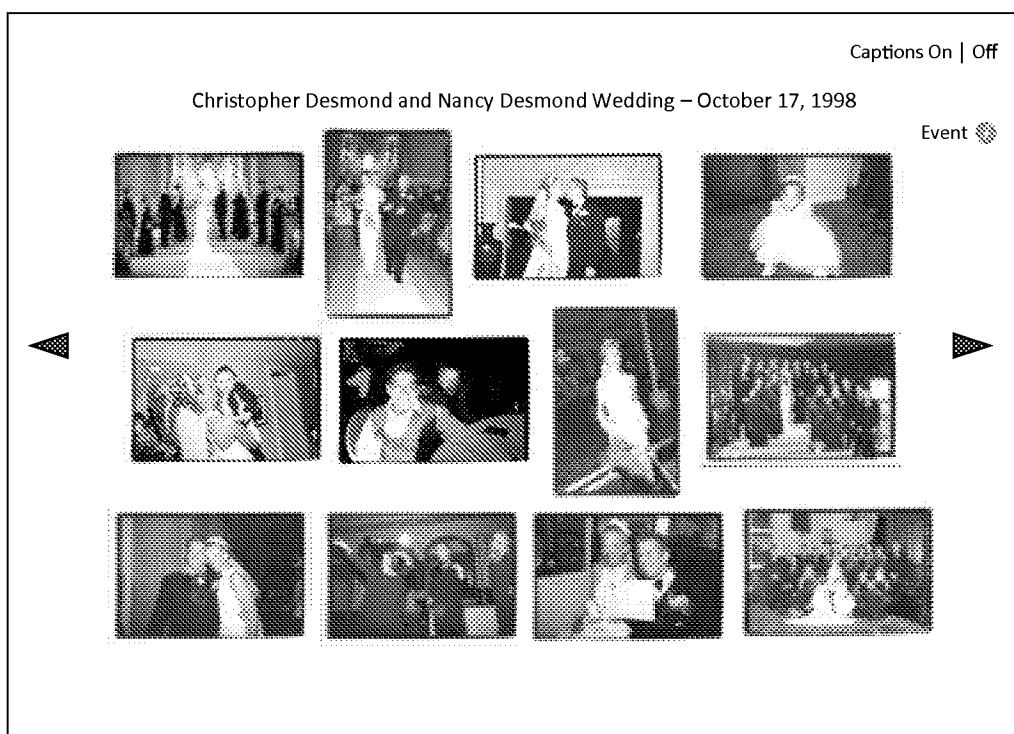 Captions On | Off
Christopher Desmond and Nancy Desmond Wedding – October 17, 1998
Event